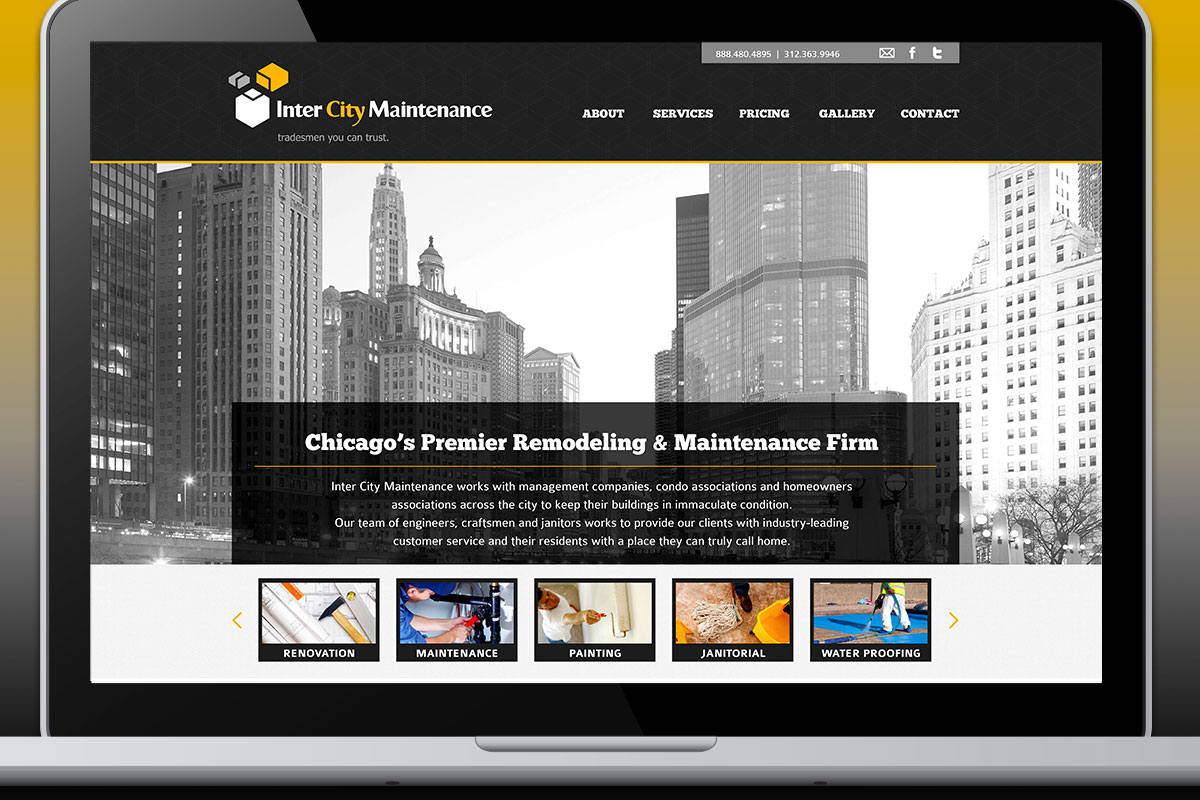 888.480.4895 | 312.363.9946
Inter City Maintenance
tradesmen you can trust.
ABOUT SERVICES PRICING GALLERY CONTACT
Chicago's Premier Remodeling & Maintenance Firm
Inter City Maintenance works with management companies, condo associations and homeowners
associations across the city to keep their buildings in immaculate condition.
Our team of engineers, craftsmen and janitors works to provide our clients with industry-leading
customer service and their residents with a place they can truly call home.
RENOVATION MAINTENANCE PAINTING JANITORIAL WATER PROOFING